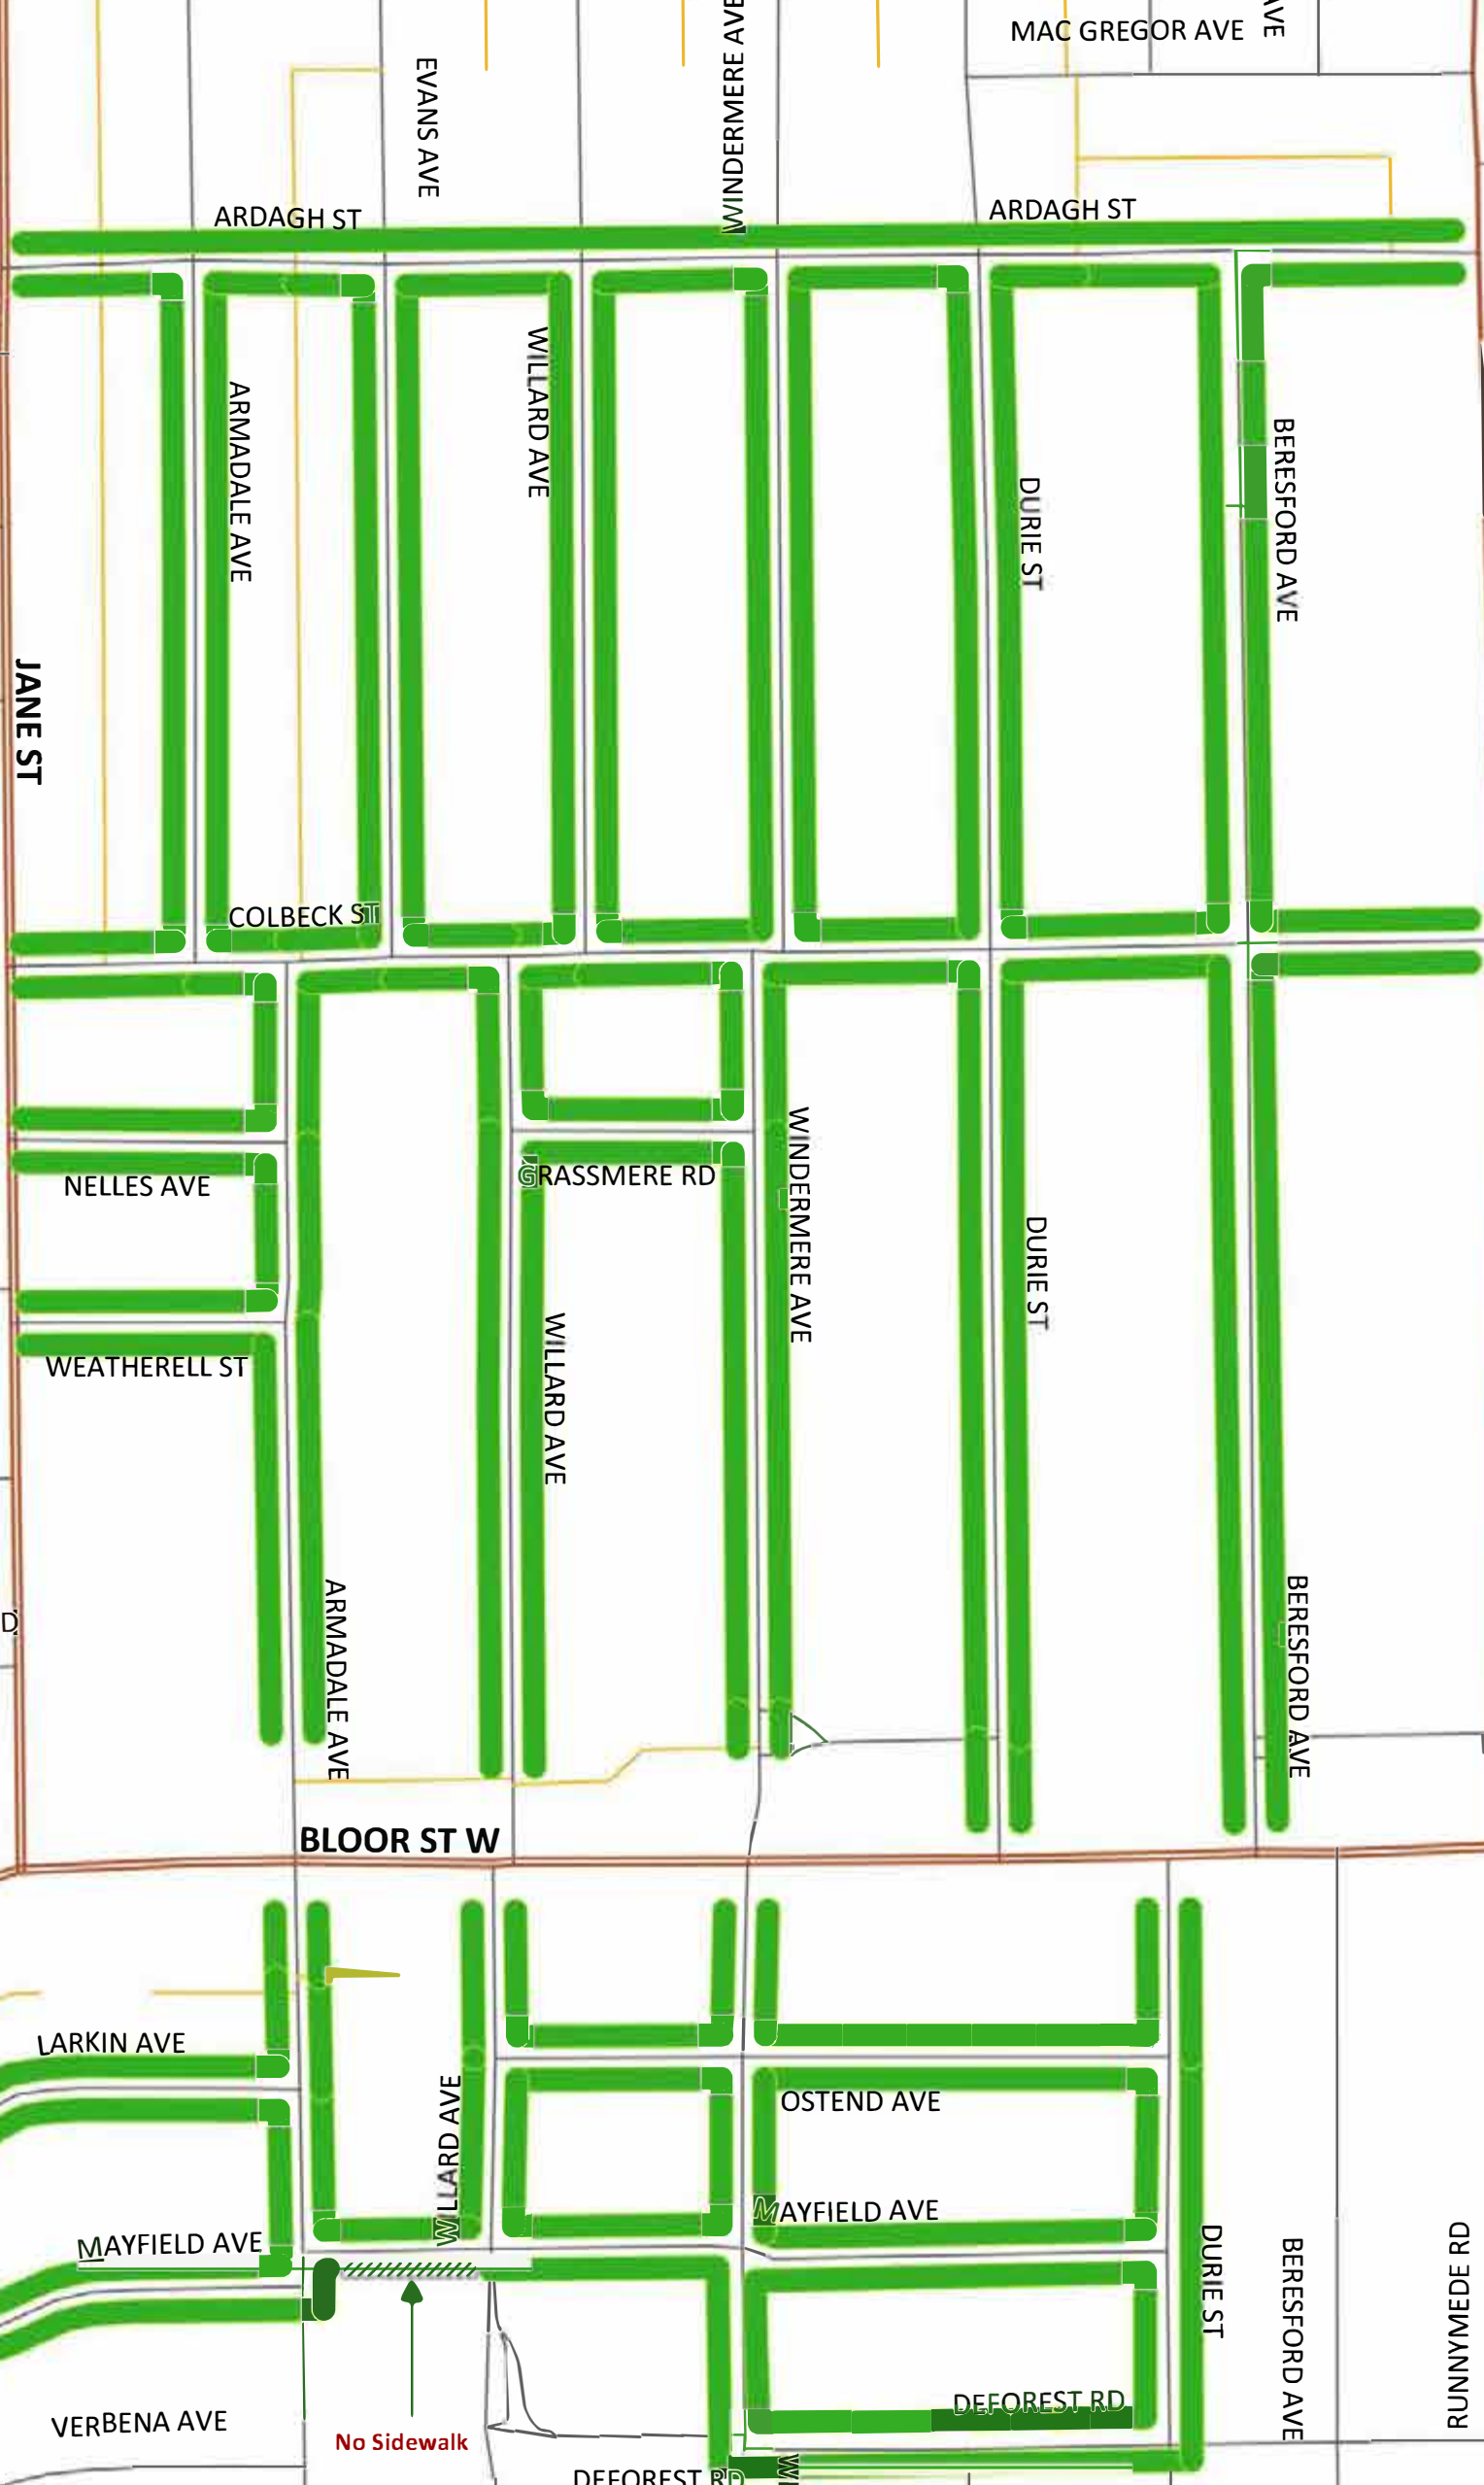 MAC GREGOR AVE
AVE
EVANS AVE
WINDERMERE AVE
ARDAGH ST
ARDAGH ST
WILLARD AVE
ARMADALE AVE
DURIE ST
BERESFORD AVE
JANE ST
COLBECK ST
NELLES AVE
GRASSMERE RD
WINDERMERE AVE
DURIE ST
WEATHERELL ST
WILLARD AVE
ARMADALE AVE
BERESFORD AVE
D
BLOOR ST W
LARKIN AVE
WILLARD AVE
OSTEND AVE
MAYFIELD AVE
MAYFIELD AVE
DURIE ST
BERESFORD AVE
RUNNYMEDE RD
VERBENA AVE
No Sidewalk
DEFOREST RD
DEFOREST RD
WI